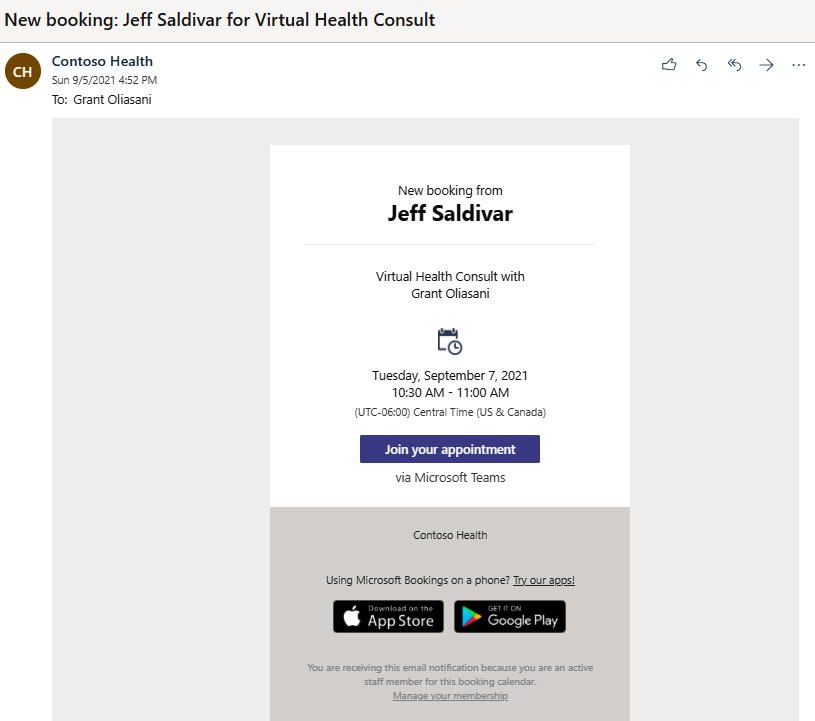 New booking: Jeff Saldivar for Virtual Health Consult
CH
Contoso Health
Sun 9/5/2021 4:52 PM
To: Grant Oliasani
New booking from
Jeff Saldivar
Virtual Health Consult with
Grant Oliasani
Tuesday, September 7, 2021
10:30 AM - 11:00 AM
(UTC-06:00) Central Time (US & Canada)
Join your appointment
via Microsoft Teams
Contoso Health
Using Microsoft Bookings on a phone? Try our apps!
Download on the
App Store
GET IT ON
Google Play
You are receiving this email notification because you are an active
staff member for this booking calendar.
Manage your membership